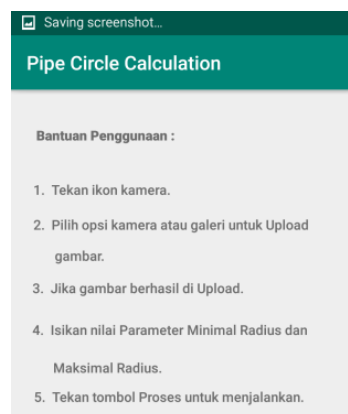 Saving screenshot...
Pipe Circle Calculation
Bantuan Penggunaan :
1. Tekan ikon kamera.
2. Pilih opsi kamera atau galeri untuk Upload
gambar.
3. Jika gambar berhasil di Upload.
4. Isikan nilai Parameter Minimal Radius dan
Maksimal Radius.
5. Tekan tombol Proses untuk menjalankan.